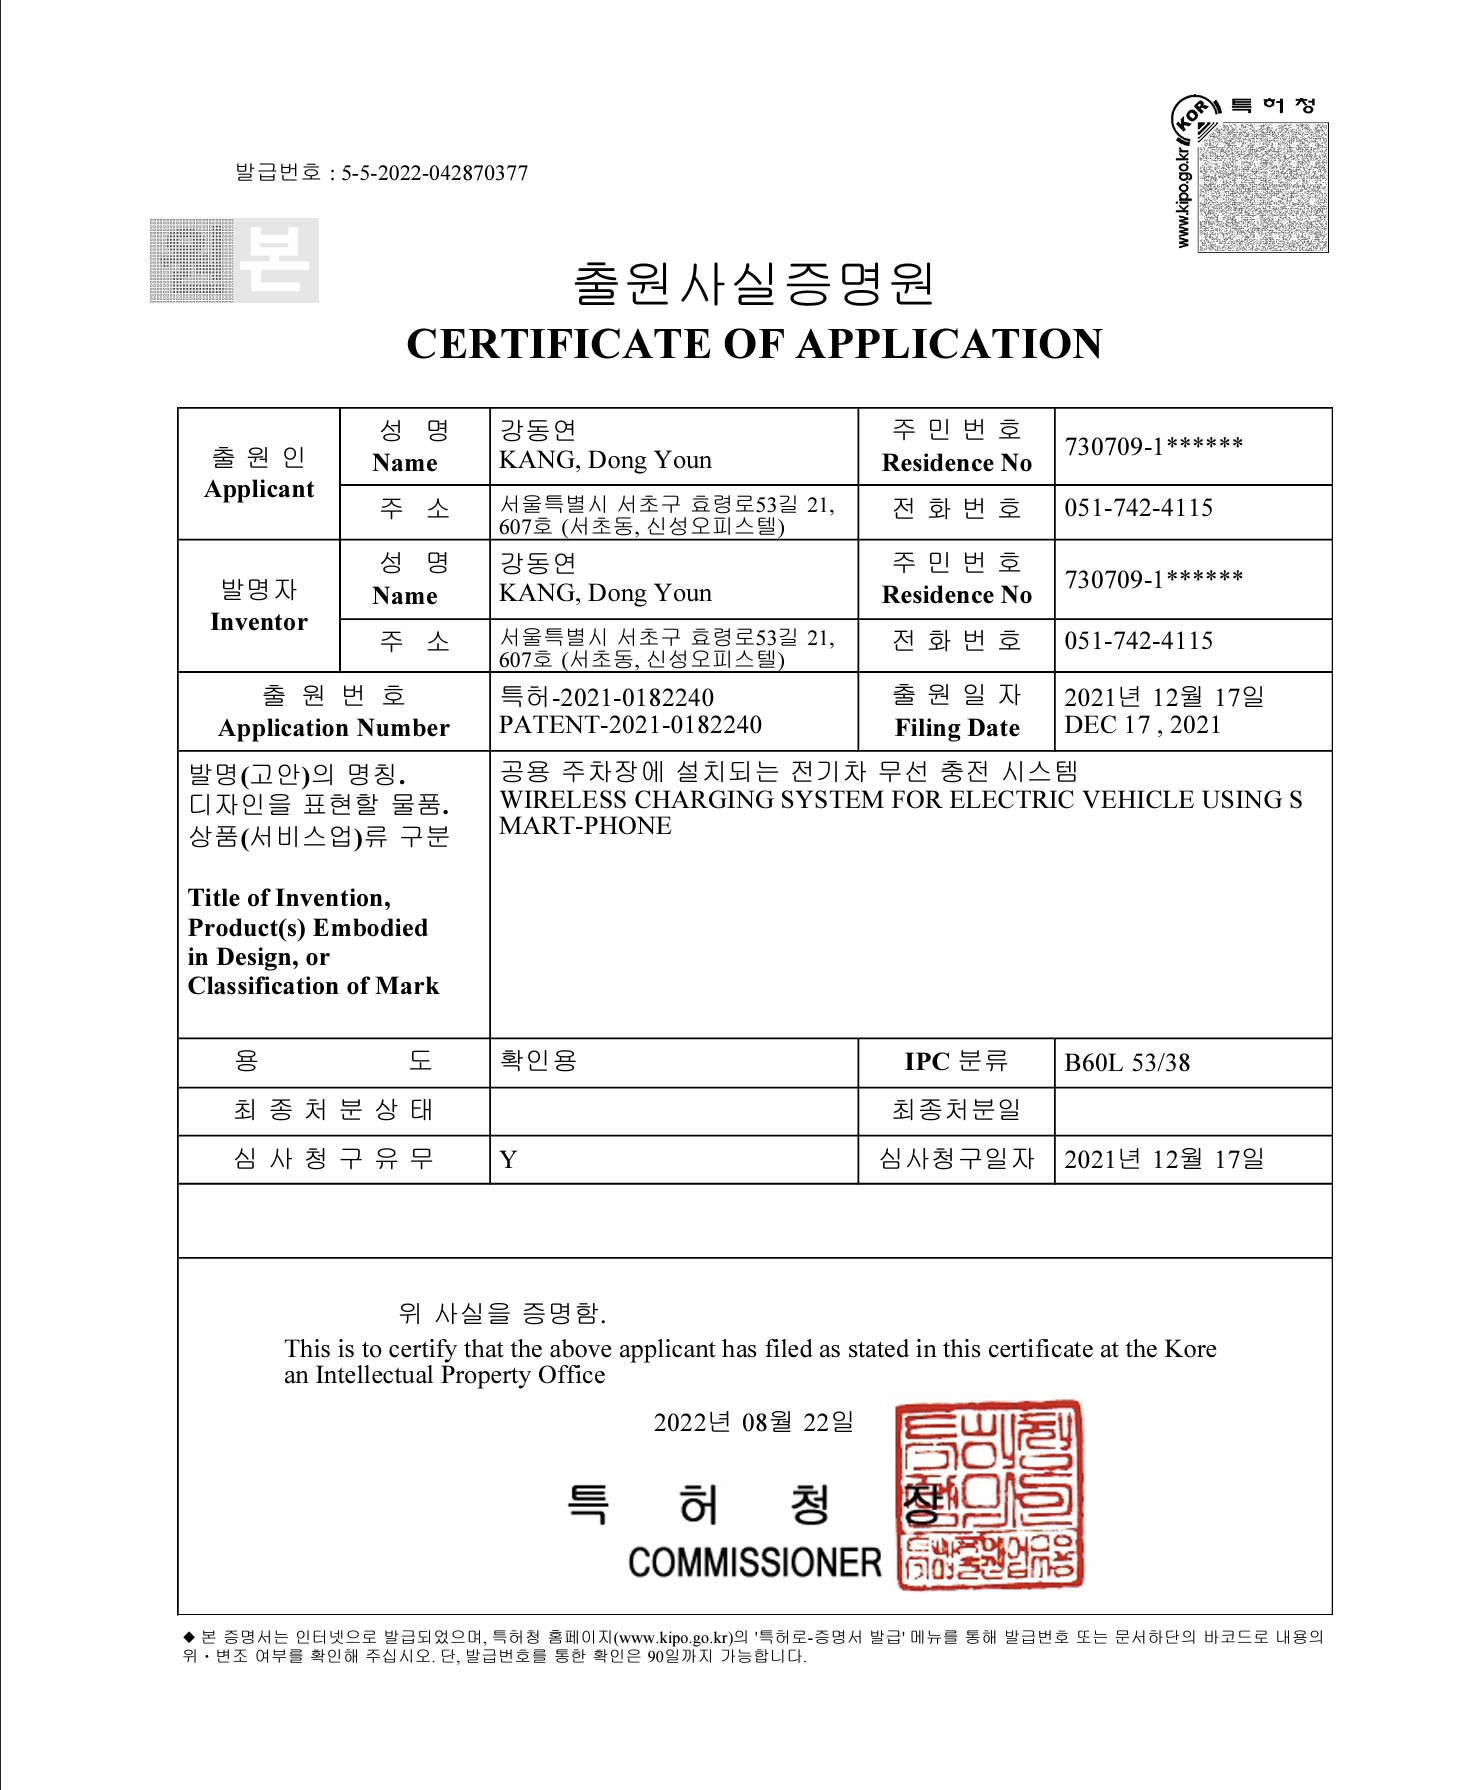 KOR 특허청
www.kipo.go.kr
발급번호 : 5-5-2022-042870377
본
출원사실증명원
CERTIFICATE OF APPLICATION
출 원 인
Applicant
성 명
Name
강동연
KANG, Dong Youn
주 민 번 호
Residence No
730709-1******
주 소
서울특별시 서초구 효령로53길 21,
607호 (서초동, 신성오피스텔)
전 화 번 호
051-742-4115
발명자
Inventor
성 명
Name
강동연
KANG, Dong Youn
주 민 번 호
Residence No
730709-1******
주 소
서울특별시 서초구 효령로53길 21,
607호 (서초동, 신성오피스텔)
전 화 번 호
051-742-4115
출 원 번 호
Application Number
특허-2021-0182240
PATENT-2021-0182240
출 원 일 자
Filing Date
2021년 12월 17일
DEC 17 , 2021
발명(고안)의 명칭.
디자인을 표현할 물품.
상품(서비스업)류 구분
Title of Invention,
Product(s) Embodied
in Design, or
Classification of Mark
공용 주차장에 설치되는 전기차 무선 충전 시스템
WIRELESS CHARGING SYSTEM FOR ELECTRIC VEHICLE USING S
MART-PHONE
용 도
확인용
IPC 분류
B60L 53/38
최 종 처 분 상 태
최종처분일
심 사 청 구 유 무
Y
심사청구일자
2021년 12월 17일
위 사실을 증명함.
This is to certify that the above applicant has filed as stated in this certificate at the Kore
an Intellectual Property Office
2022년 08월 22일
특 허 청 장
COMMISSIONER
◆ 본 증명서는 인터넷으로 발급되었으며, 특허청 홈페이지(www.kipo.go.kr)의 '특허로-증명서 발급' 메뉴를 통해 발급번호 또는 문서하단의 바코드로 내용의
위・변조 여부를 확인해 주십시오. 단, 발급번호를 통한 확인은 90일까지 가능합니다.